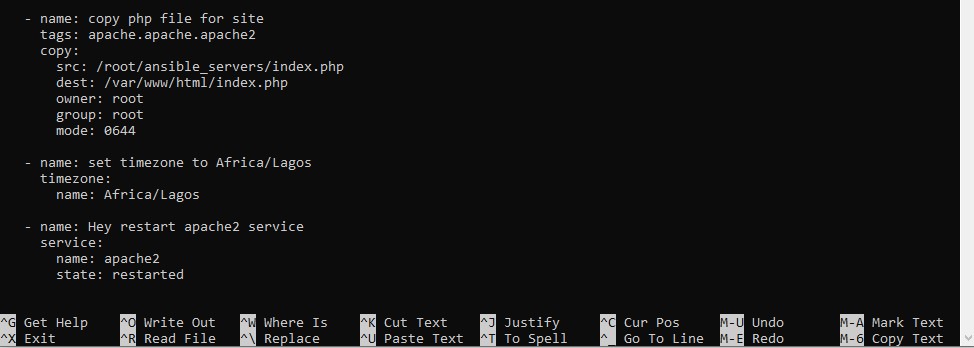 - name: copy php file for site
  tags: apache.apache.apache2
  copy:
    src: /root/ansible_servers/index.php
    dest: /var/www/html/index.php
    owner: root
    group: root
    mode: 0644
- name: set timezone to Africa/Lagos
  timezone:
    name: Africa/Lagos
- name: Hey restart apache2 service
  service:
    name: apache2
    state: restarted
^G Get Help ^O Write Out ^W Where Is ^K Cut Text ^J Justify ^C Cur Pos M-U Undo M-A Mark Text
^X Exit ^R Read File ^\ Replace ^U Paste Text ^T To Spell ^_ Go To Line M-E Redo M-6 Copy Text